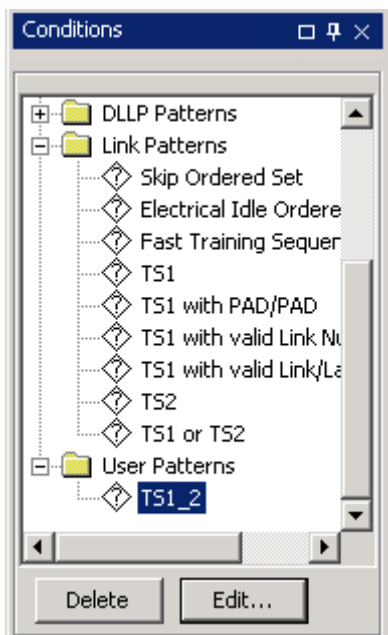 Conditions
DLLP Patterns
Link Patterns
Skip Ordered Set
Electrical Idle Ordere
Fast Training Sequer
TS1
TS1 with PAD/PAD
TS1 with valid Link Nu
TS1 with valid Link/La
TS2
TS1 or TS2
User Patterns
TS1_2
Delete
Edit...